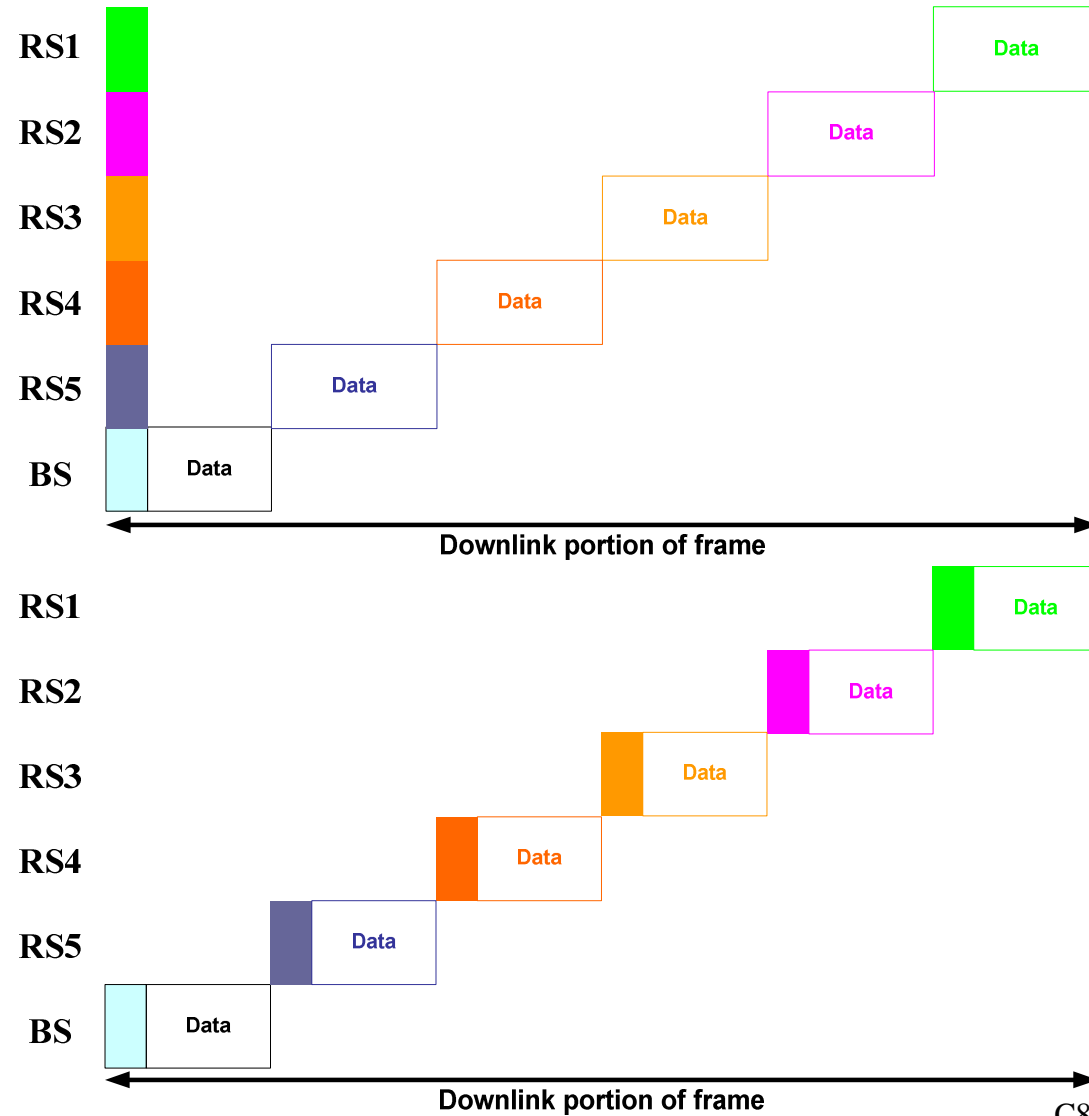 RS1 Data
RS2 Data
RS3 Data
RS4 Data
RS5 Data
BS Data
Downlink portion of frame
RS1 Data
RS2 Data
RS3 Data
RS4 Data
RS5 Data
BS Data
Downlink portion of frame